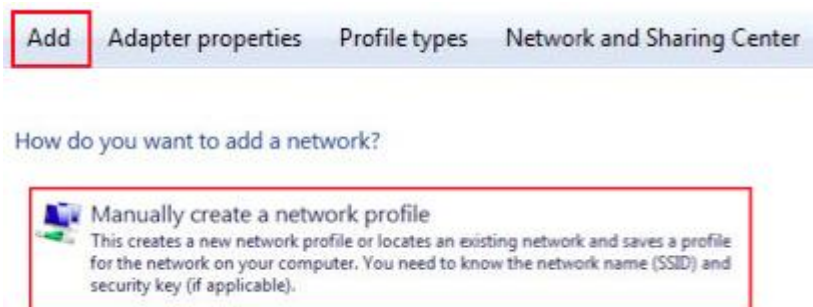 Add Adapter properties Profile types Network and Sharing Center
How do you want to add a network?
Manually create a network profile
This creates a new network profile or locates an existing network and saves a profile
for the network on your computer. You need to know the network name (SSID) and
security key (if applicable).